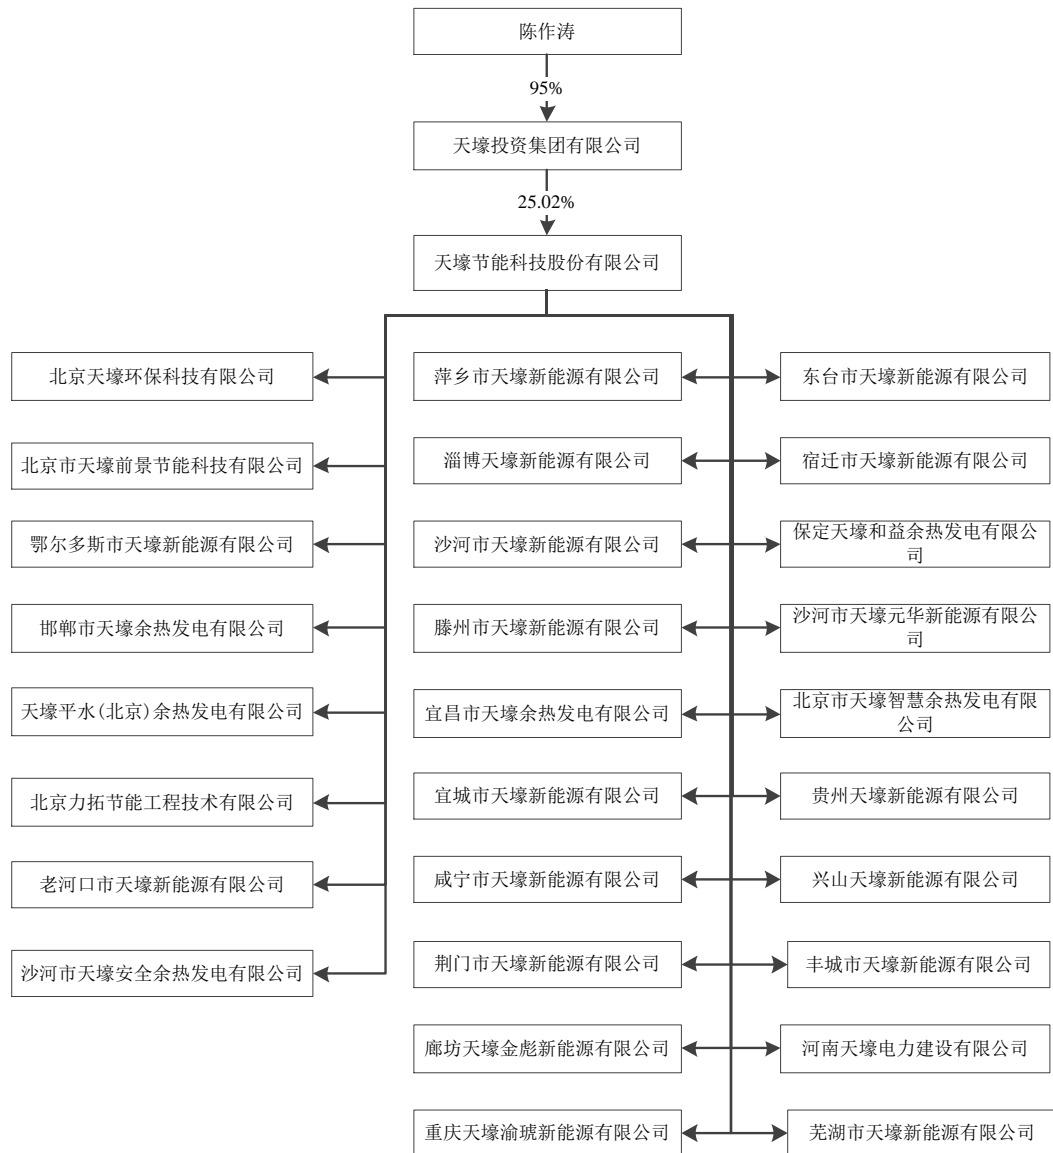 陈作涛
95%
天壕投资集团有限公司
25.02%
天壕节能科技股份有限公司
北京天壕环保科技有限公司
萍乡市天壕新能源有限公司
东台市天壕新能源有限公司
北京市天壕前景节能科技有限公司
淄博天壕新能源有限公司
宿迁市天壕新能源有限公司
鄂尔多斯市天壕新能源有限公司
沙河市天壕新能源有限公司
保定天壕和益余热发电有限公
司
邯郸市天壕余热发电有限公司
滕州市天壕新能源有限公司
沙河市天壕元华新能源有限公
司
天壕平水(北京)余热发电有限公司
宜昌市天壕余热发电有限公司
北京市天壕智慧余热发电有限
公司
北京力拓节能工程技术有限公司
宜城市天壕新能源有限公司
贵州天壕新能源有限公司
老河口市天壕新能源有限公司
咸宁市天壕新能源有限公司
兴山天壕新能源有限公司
沙河市天壕安全余热发电有限公司
荆门市天壕新能源有限公司
丰城市天壕新能源有限公司
廊坊天壕金彪新能源有限公司
河南天壕电力建设有限公司
重庆天壕渝琥新能源有限公司
芜湖市天壕新能源有限公司